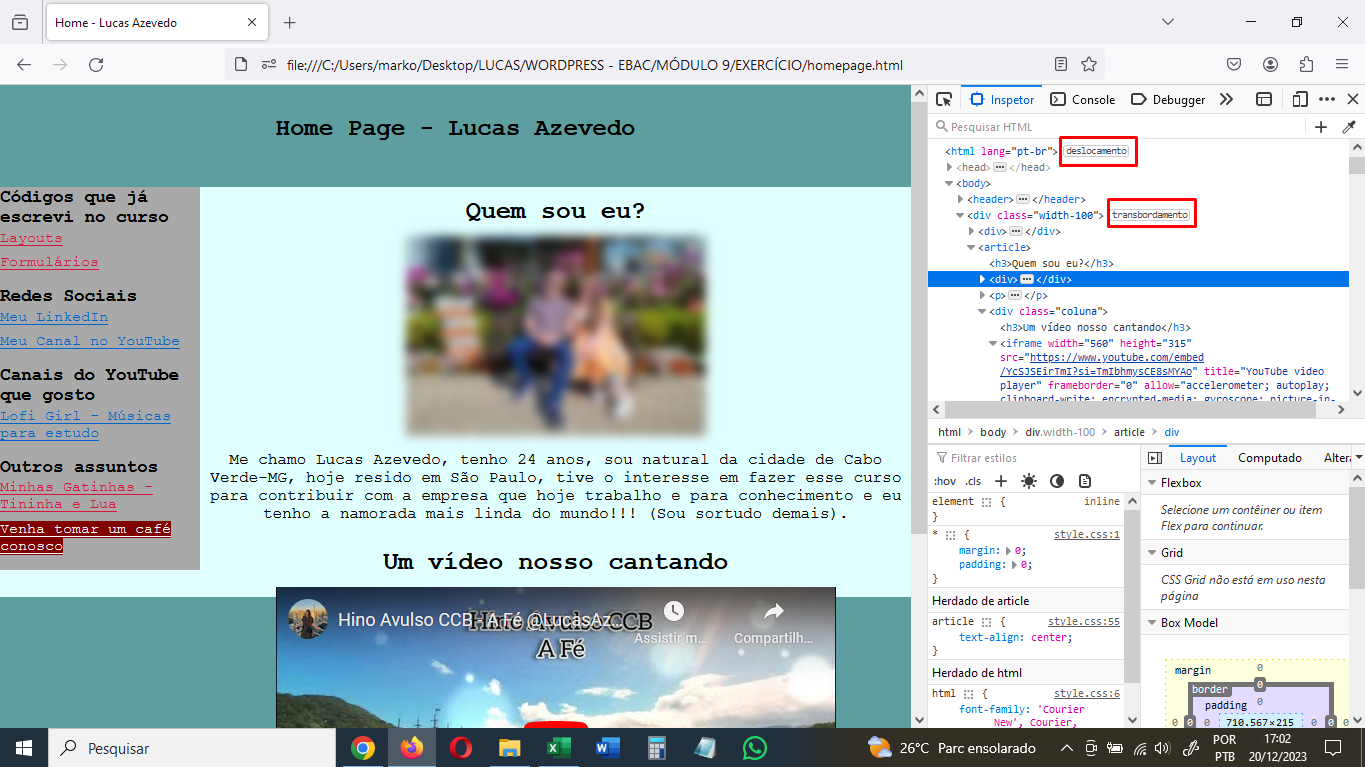 Home - Lucas Azevedo
file:///C:/Users/marko/Desktop/LUCAS/WORDPRESS - EBAC/MÓDULO 9/EXERCÍCIO/homepage.html
Home Page - Lucas Azevedo
Códigos que já
escrevi no curso
Layouts
Formulários
Redes Sociais
Meu LinkedIn
Meu Canal no YouTube
Canais do YouTube
que gosto
Lofi Girl - Músicas
para estudo
Outros assuntos
Minhas Gatinhas -
Tininha e Lua
Venha tomar um café
conosco
Quem sou eu?
Me chamo Lucas Azevedo, tenho 24 anos, sou natural da cidade de Cabo
Verde-MG, hoje resido em São Paulo, tive o interesse em fazer esse curso
para contribuir com a empresa que hoje trabalho e para conhecimento e eu
tenho a namorada mais linda do mundo!!! (Sou sortudo demais).
Um vídeo nosso cantando
Hino Avulso CCB - A Fé @LucasAz...
Hino Avulso CCB
A Fé
Assistir m...
Compartilh...
Inspetor
Console
Debugger
Pesquisar HTML
<html lang="pt-br"> deslocamento
<head> ••• </head>
<body>
<header> ••• </header>
<div class="width-100"> transbordamento
<div> ••• </div>
<article>
<h3>Quem sou eu?</h3>
<div> ••• </div>
<p> ••• </p>
<div class="coluna">
<h3>Um vídeo nosso cantando</h3>
<iframe width="560" height="315"
src="https://www.youtube.com/embed
/YcSJSEirTmI?si=TmIbhmysCE8sMYAo" title="YouTube video
player" frameborder="0" allow="accelerometer; autoplay;
clipboard-write; encrypted-media; gyroscope; picture-in-
html > body > div.width-100 > article > div
Filtrar estilos
:hov .cls
element { inline
}
* { style.css:1
margin: 0;
padding: 0;
}
Herdado de article
article { style.css:55
text-align: center;
}
Herdado de html
html { style.css:6
font-family: 'Courier
New', Courier,
Layout
Computado
Altera
Flexbox
Selecione um contêiner ou item
Flex para continuar.
Grid
CSS Grid não está em uso nesta
página
Box Model
margin 0
border 0
padding 0
0 0 0 710.567×215 0 0 0
Pesquisar
26°C Parc ensolarado
POR
PTB
17:02
20/12/2023